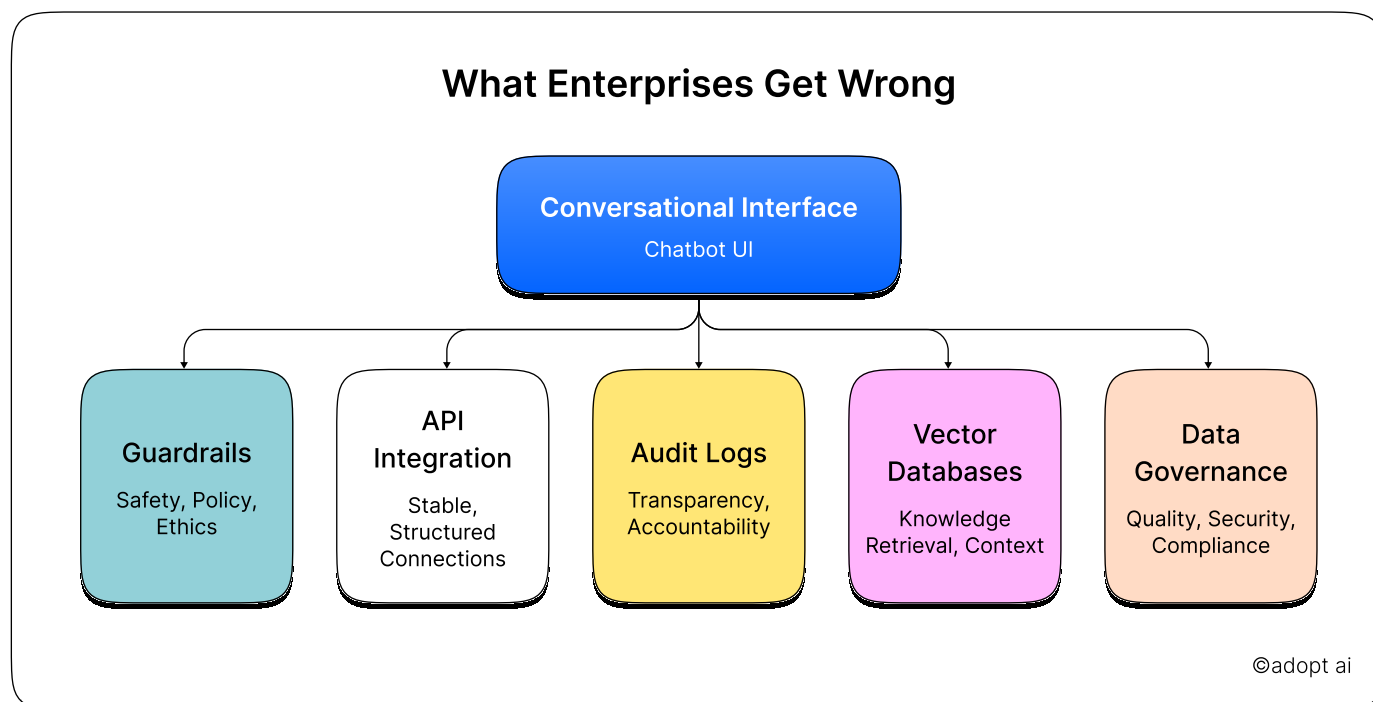 What Enterprises Get Wrong
Conversational Interface
Chatbot UI
Guardrails
Safety, Policy,
Ethics
API
Integration
Stable,
Structured
Connections
Audit Logs
Transparency,
Accountability
Vector
Databases
Knowledge
Retrieval, Context
Data
Governance
Quality, Security,
Compliance
©adopt ai